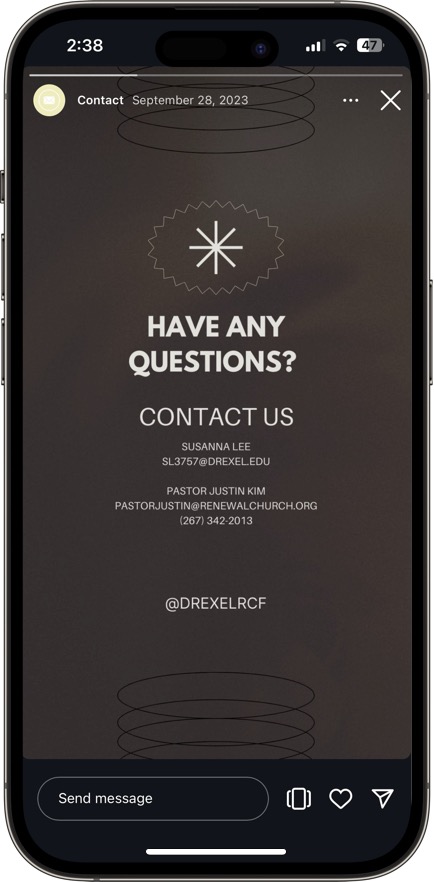 2:38
47
Contact September 28, 2023
HAVE ANY
QUESTIONS?
CONTACT US
SUSANNA LEE
SL3757@DREXEL.EDU
PASTOR JUSTIN KIM
PASTORJUSTIN@RENEWALCHURCH.ORG
(267) 342-2013
@DREXELRCF
Send message